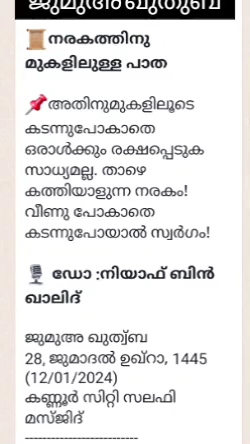 ജുമുഅഖുതുബ
📜നരകത്തിനു
മുകളിലുള്ള പാത
📌അതിനുമുകളിലൂടെ
കടന്നുപോകാതെ
ഒരാൾക്കും രക്ഷപ്പെടുക
സാധ്യമല്ല. താഴെ
കത്തിയാളുന്ന നരകം!
വീണു പോകാതെ
കടന്നുപോയാൽ സ്വർഗം!
🎙️ ഡോ :നിയാഫ് ബിൻ
ഖാലിദ്
ജുമുഅ ഖുത്വ്ബ
28, ജുമാദൽ ഉഖ്റാ, 1445
(12/01/2024)
കണ്ണൂർ സിറ്റി സലഫി
മസ്ജിദ്
--------------------------